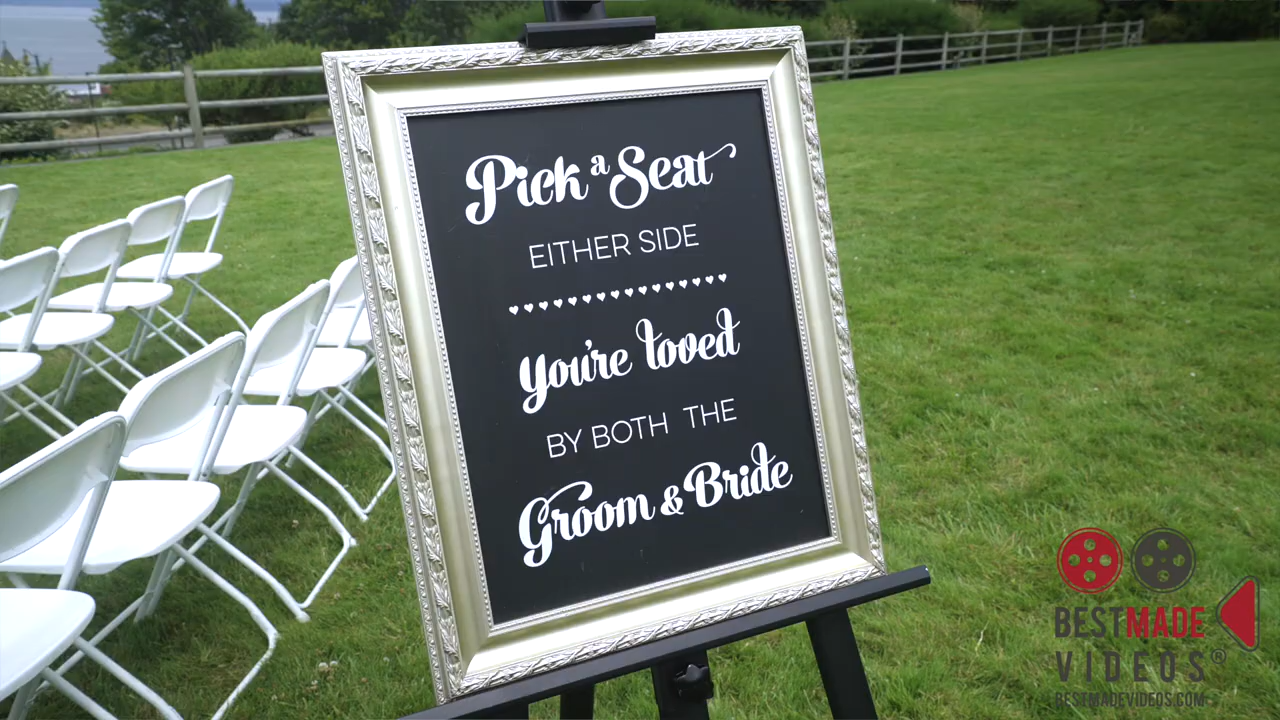 Pick a Seat
EITHER SIDE
You're loved
BY BOTH THE
Groom & Bride
BESTMADE
VIDEOS®
BESTMADEVIDEOS.COM